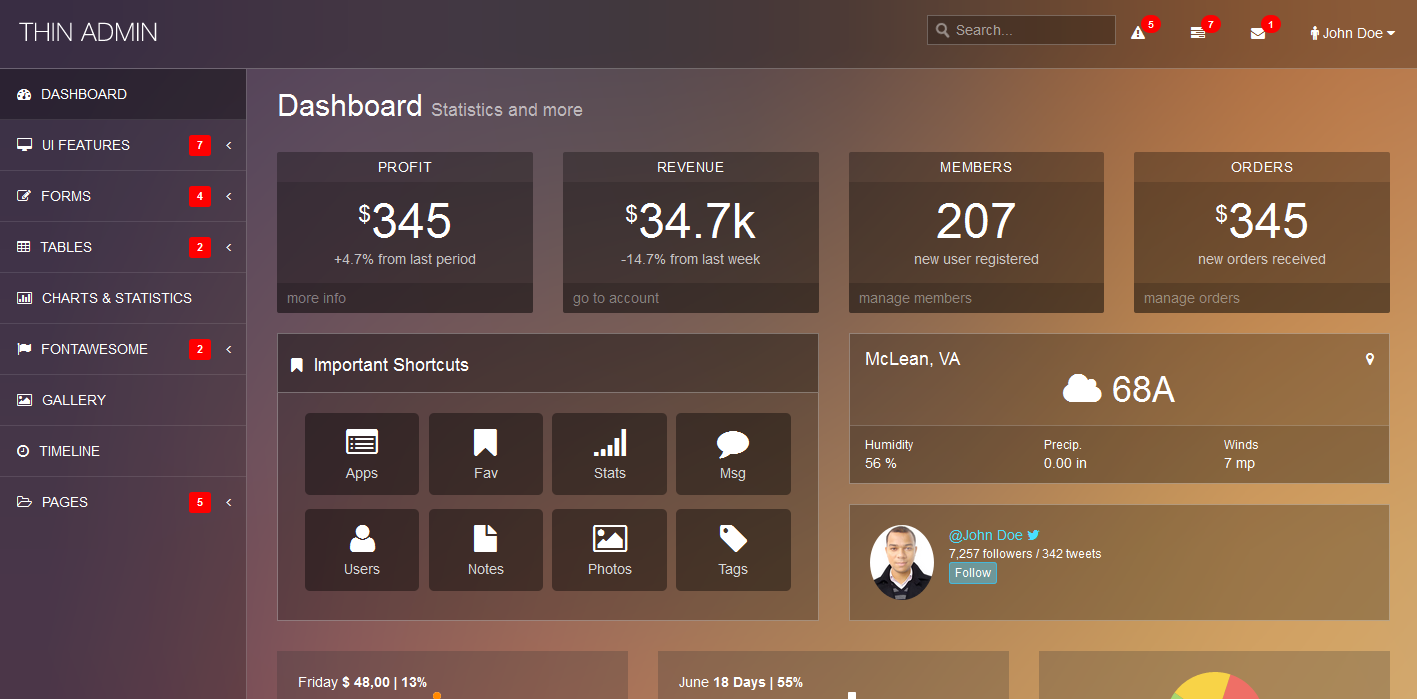 THIN ADMIN
Search...
5
7
1
John Doe
DASHBOARD
UI FEATURES 7
FORMS 4
TABLES 2
CHARTS & STATISTICS
FONTAWESOME 2
GALLERY
TIMELINE
PAGES 5
Dashboard Statistics and more
PROFIT
$345
+4.7% from last period
more info
REVENUE
$34.7k
-14.7% from last week
go to account
MEMBERS
207
new user registered
manage members
ORDERS
$345
new orders received
manage orders
Important Shortcuts
Apps
Fav
Stats
Msg
Users
Notes
Photos
Tags
McLean, VA
68A
Humidity
56 %
Precip.
0.00 in
Winds
7 mp
@John Doe
7,257 followers / 342 tweets
Follow
Friday $ 48,00 | 13%
June 18 Days | 55%